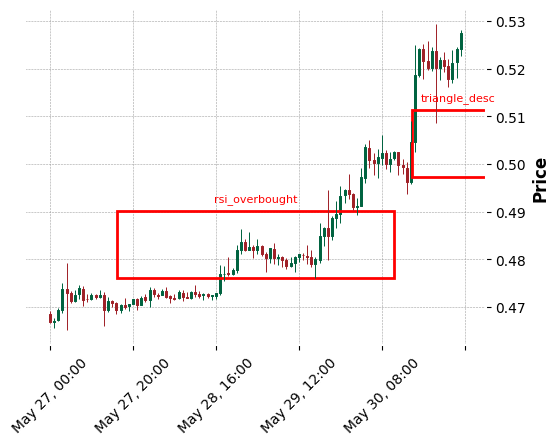 0.53
0.52
triangle_desc
0.51
0.50
Price
rsi_overbought
0.49
0.48
0.47
May 27, 00:00
May 27, 20:00
May 28, 16:00
May 29, 12:00
May 30, 08:00